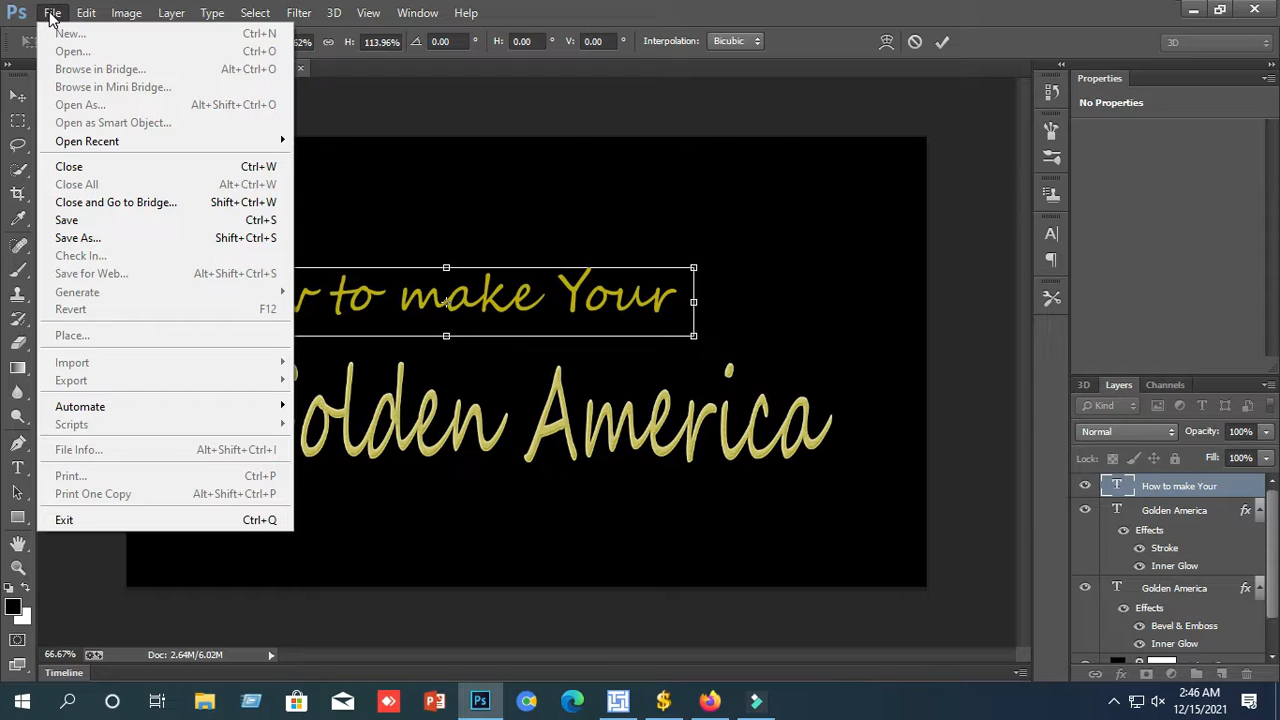 Ps File Edit Image Layer Type Select Filter 3D View Window Help
62% H: 113.96% 0.00 ° H: 0.00 ° V: 0.00 ° Interpolation: Bicubic 3D
New... Ctrl+N
Open... Ctrl+O
Browse in Bridge... Alt+Ctrl+O
Browse in Mini Bridge...
Open As... Alt+Shift+Ctrl+O
Open as Smart Object...
Open Recent
Close Ctrl+W
Close All Alt+Ctrl+W
Close and Go to Bridge... Shift+Ctrl+W
Save Ctrl+S
Save As... Shift+Ctrl+S
Check In...
Save for Web... Alt+Shift+Ctrl+S
Generate
Revert F12
Place...
Import
Export
Automate
Scripts
File Info... Alt+Shift+Ctrl+I
Print... Ctrl+P
Print One Copy Alt+Shift+Ctrl+P
Exit Ctrl+Q
to make Your
olden America
Properties
No Properties
3D Layers Channels
Kind
Normal Opacity: 100%
Lock: Fill: 100%
How to make Your
Golden America fx
Effects
Stroke
Inner Glow
Golden America fx
Effects
Bevel & Emboss
Inner Glow
66.67% Doc: 2.64M/6.02M
Timeline
2:46 AM
12/15/2021